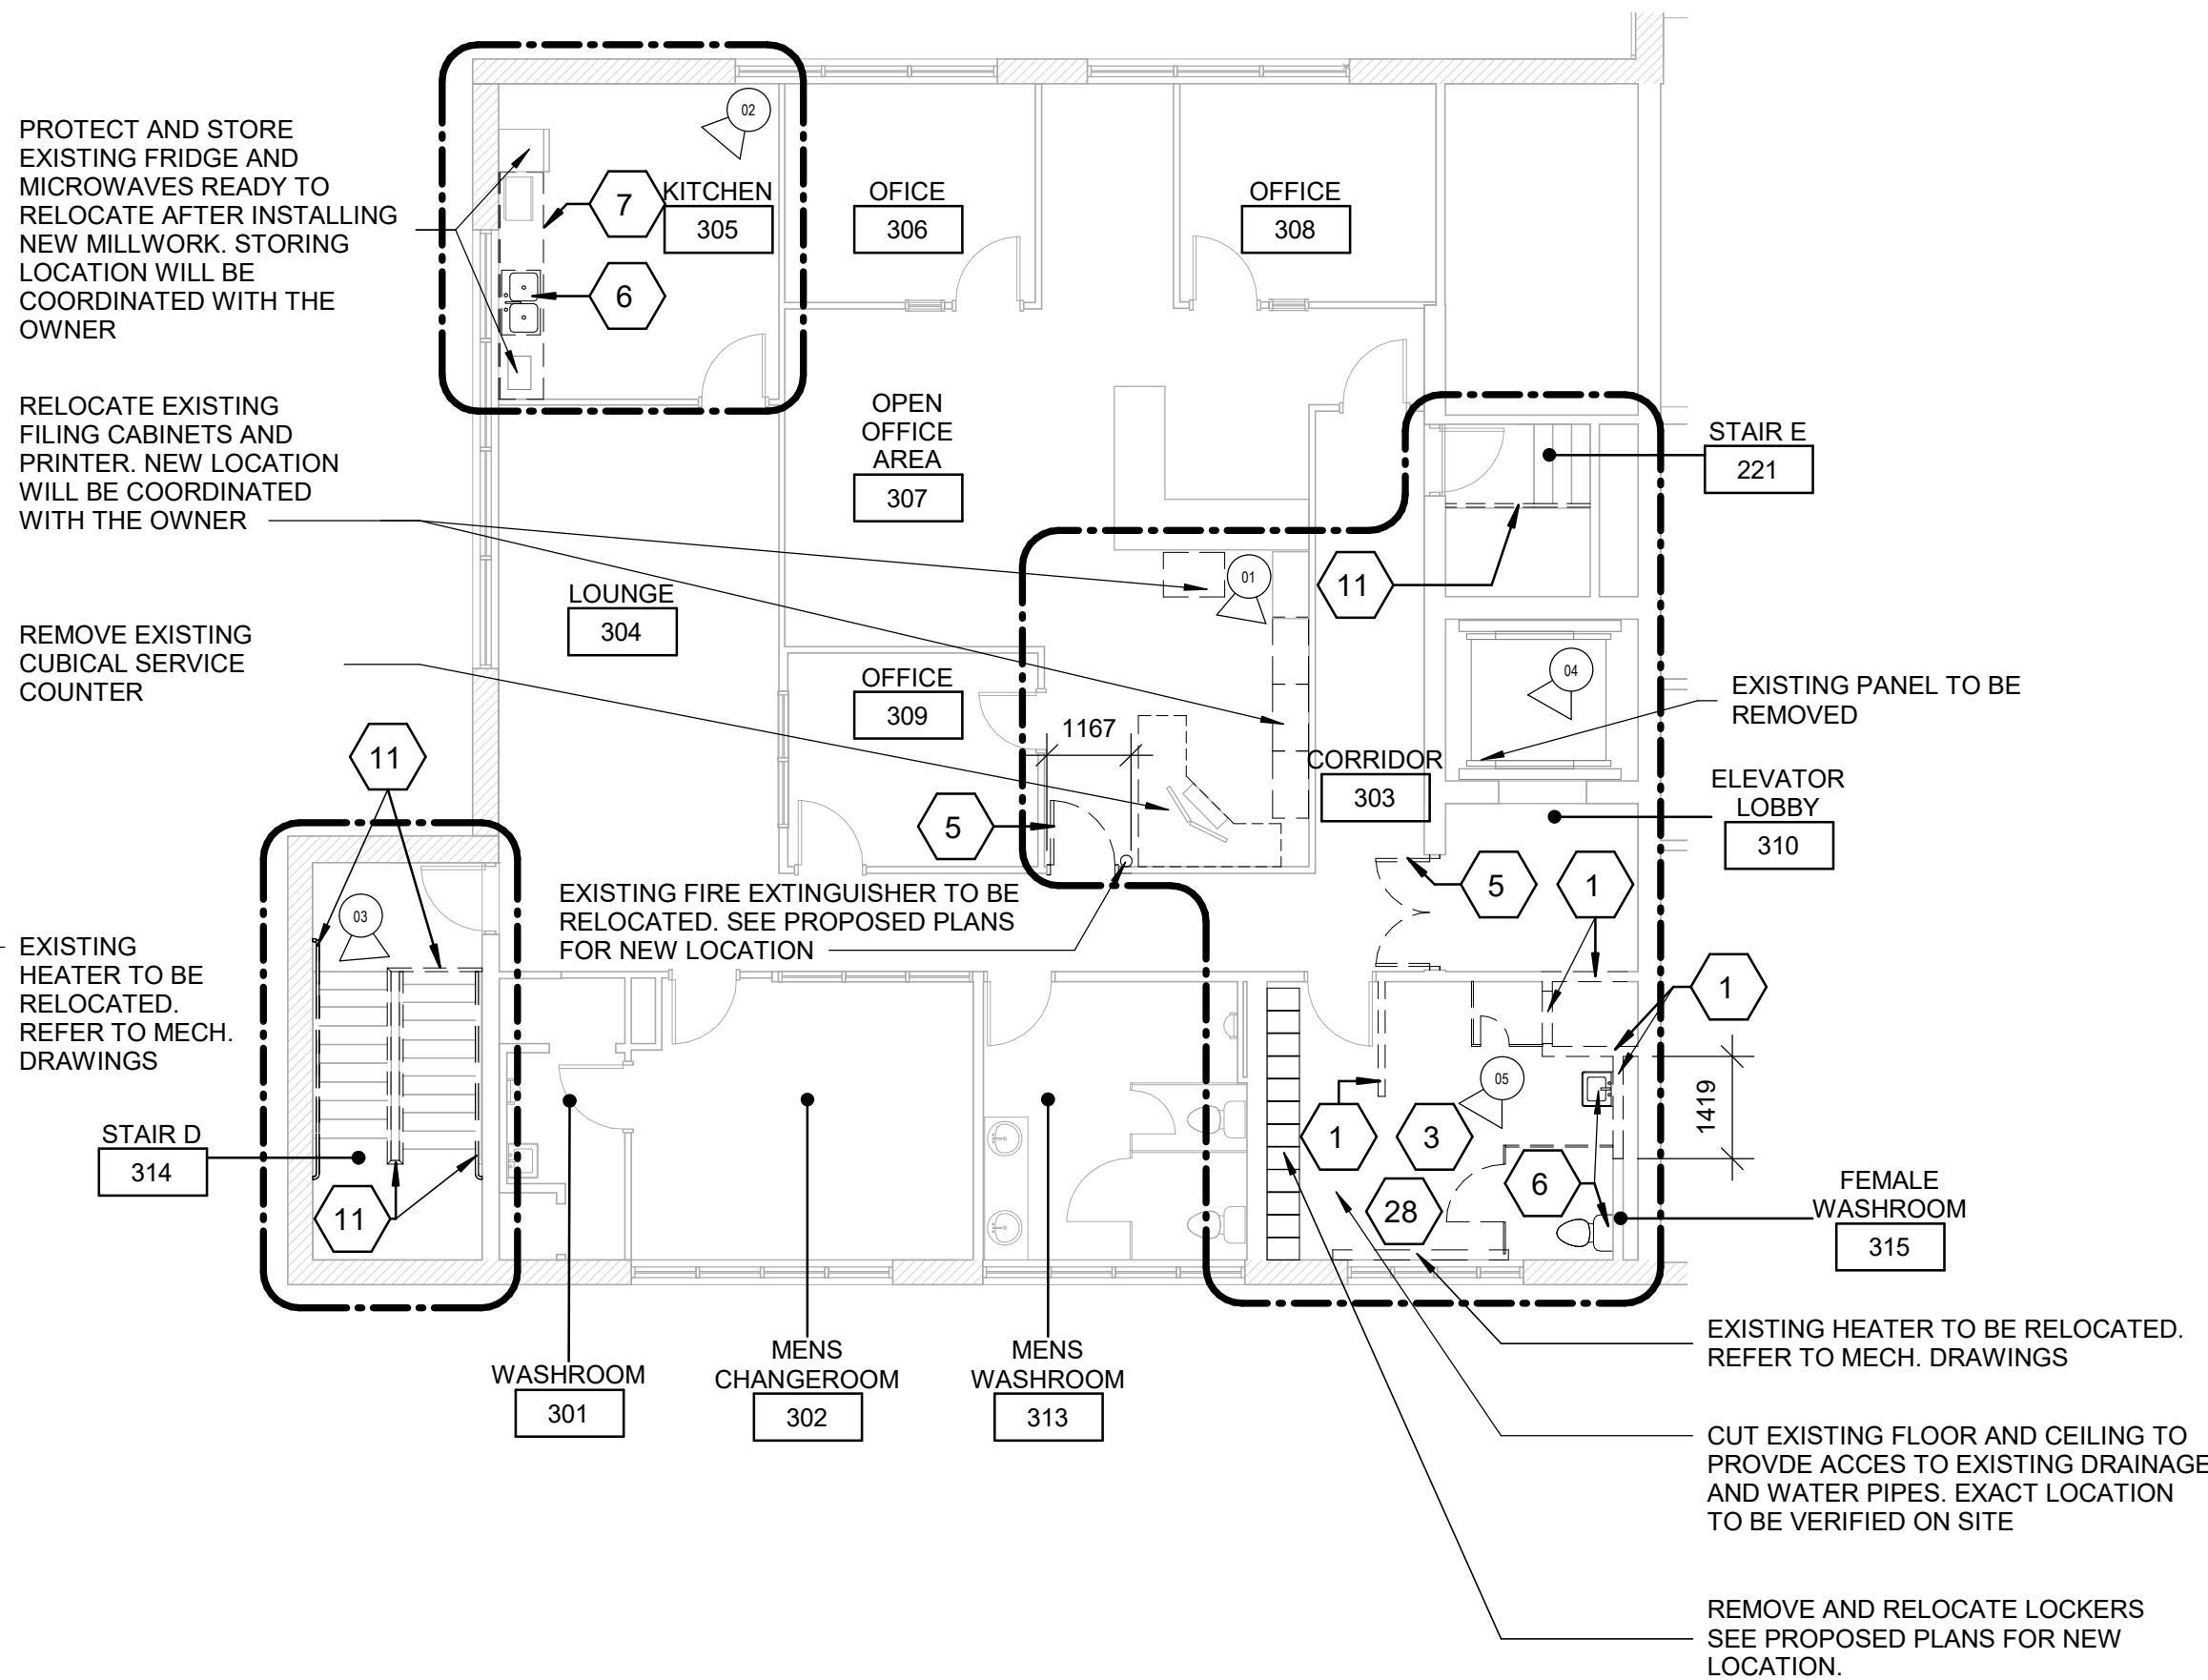 PROTECT AND STORE
EXISTING FRIDGE AND
MICROWAVES READY TO
RELOCATE AFTER INSTALLING
NEW MILLWORK. STORING
LOCATION WILL BE
COORDINATED WITH THE
OWNER
RELOCATE EXISTING
FILING CABINETS AND
PRINTER. NEW LOCATION
WILL BE COORDINATED
WITH THE OWNER
REMOVE EXISTING
CUBICAL SERVICE
COUNTER
02
7
KITCHEN
305
6
OFICE
306
OFFICE
308
OPEN
OFFICE
AREA
307
STAIR E
221
11
01
LOUNGE
304
OFFICE
309
1167
04
EXISTING PANEL TO BE
REMOVED
CORRIDOR
303
ELEVATOR
LOBBY
310
5
5
1
1
11
03
EXISTING FIRE EXTINGUISHER TO BE
RELOCATED. SEE PROPOSED PLANS
FOR NEW LOCATION
EXISTING
HEATER TO BE
RELOCATED.
REFER TO MECH.
DRAWINGS
STAIR D
314
11
05
1419
1
3
28
6
FEMALE
WASHROOM
315
WASHROOM
301
MENS
CHANGEROOM
302
MENS
WASHROOM
313
EXISTING HEATER TO BE RELOCATED.
REFER TO MECH. DRAWINGS
CUT EXISTING FLOOR AND CEILING TO
PROVDE ACCES TO EXISTING DRAINAGE
AND WATER PIPES. EXACT LOCATION
TO BE VERIFIED ON SITE
REMOVE AND RELOCATE LOCKERS
SEE PROPOSED PLANS FOR NEW
LOCATION.